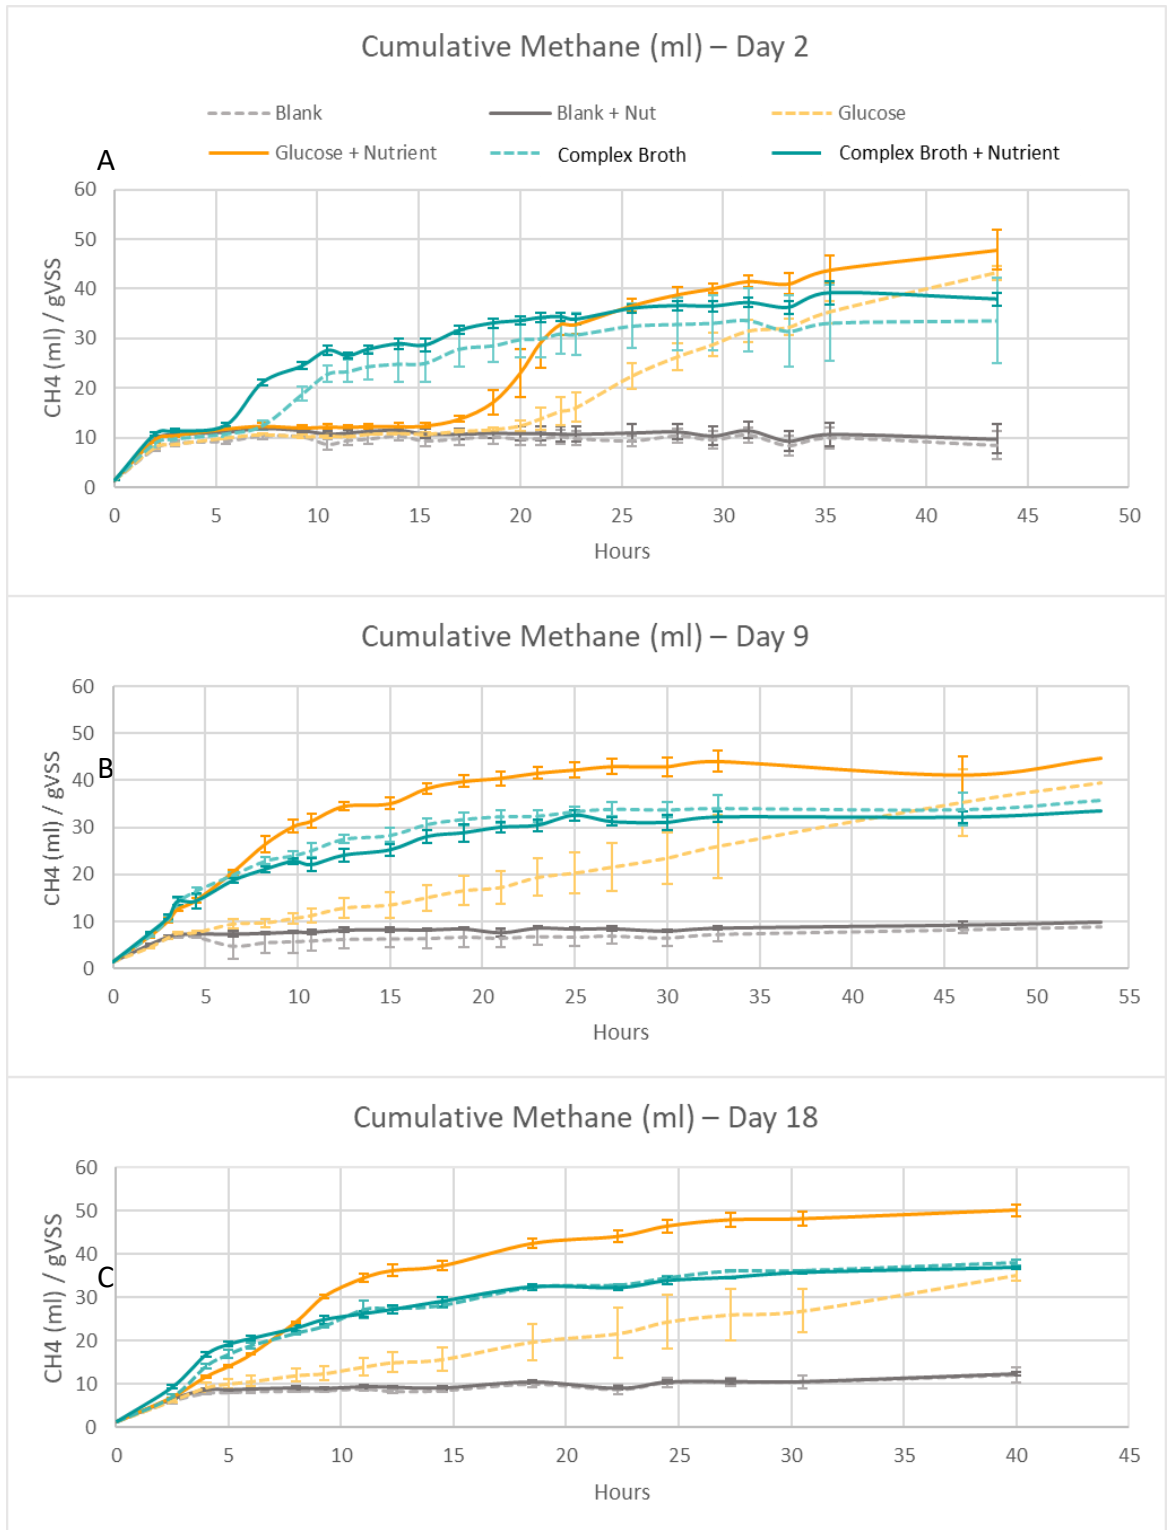 Cumulative Methane (ml) – Day 2
Blank Blank + Nut Glucose
Glucose + Nutrient Complex Broth Complex Broth + Nutrient
A
CH4 (ml) / gVSS
60
50
40
30
20
10
0
0 5 10 15 20 25 30 35 40 45 50
Hours
Cumulative Methane (ml) – Day 9
B
CH4 (ml) / gVSS
60
50
40
30
20
10
0
0 5 10 15 20 25 30 35 40 45 50 55
Hours
Cumulative Methane (ml) – Day 18
C
CH4 (ml) / gVSS
60
50
40
30
20
10
0
0 5 10 15 20 25 30 35 40 45
Hours